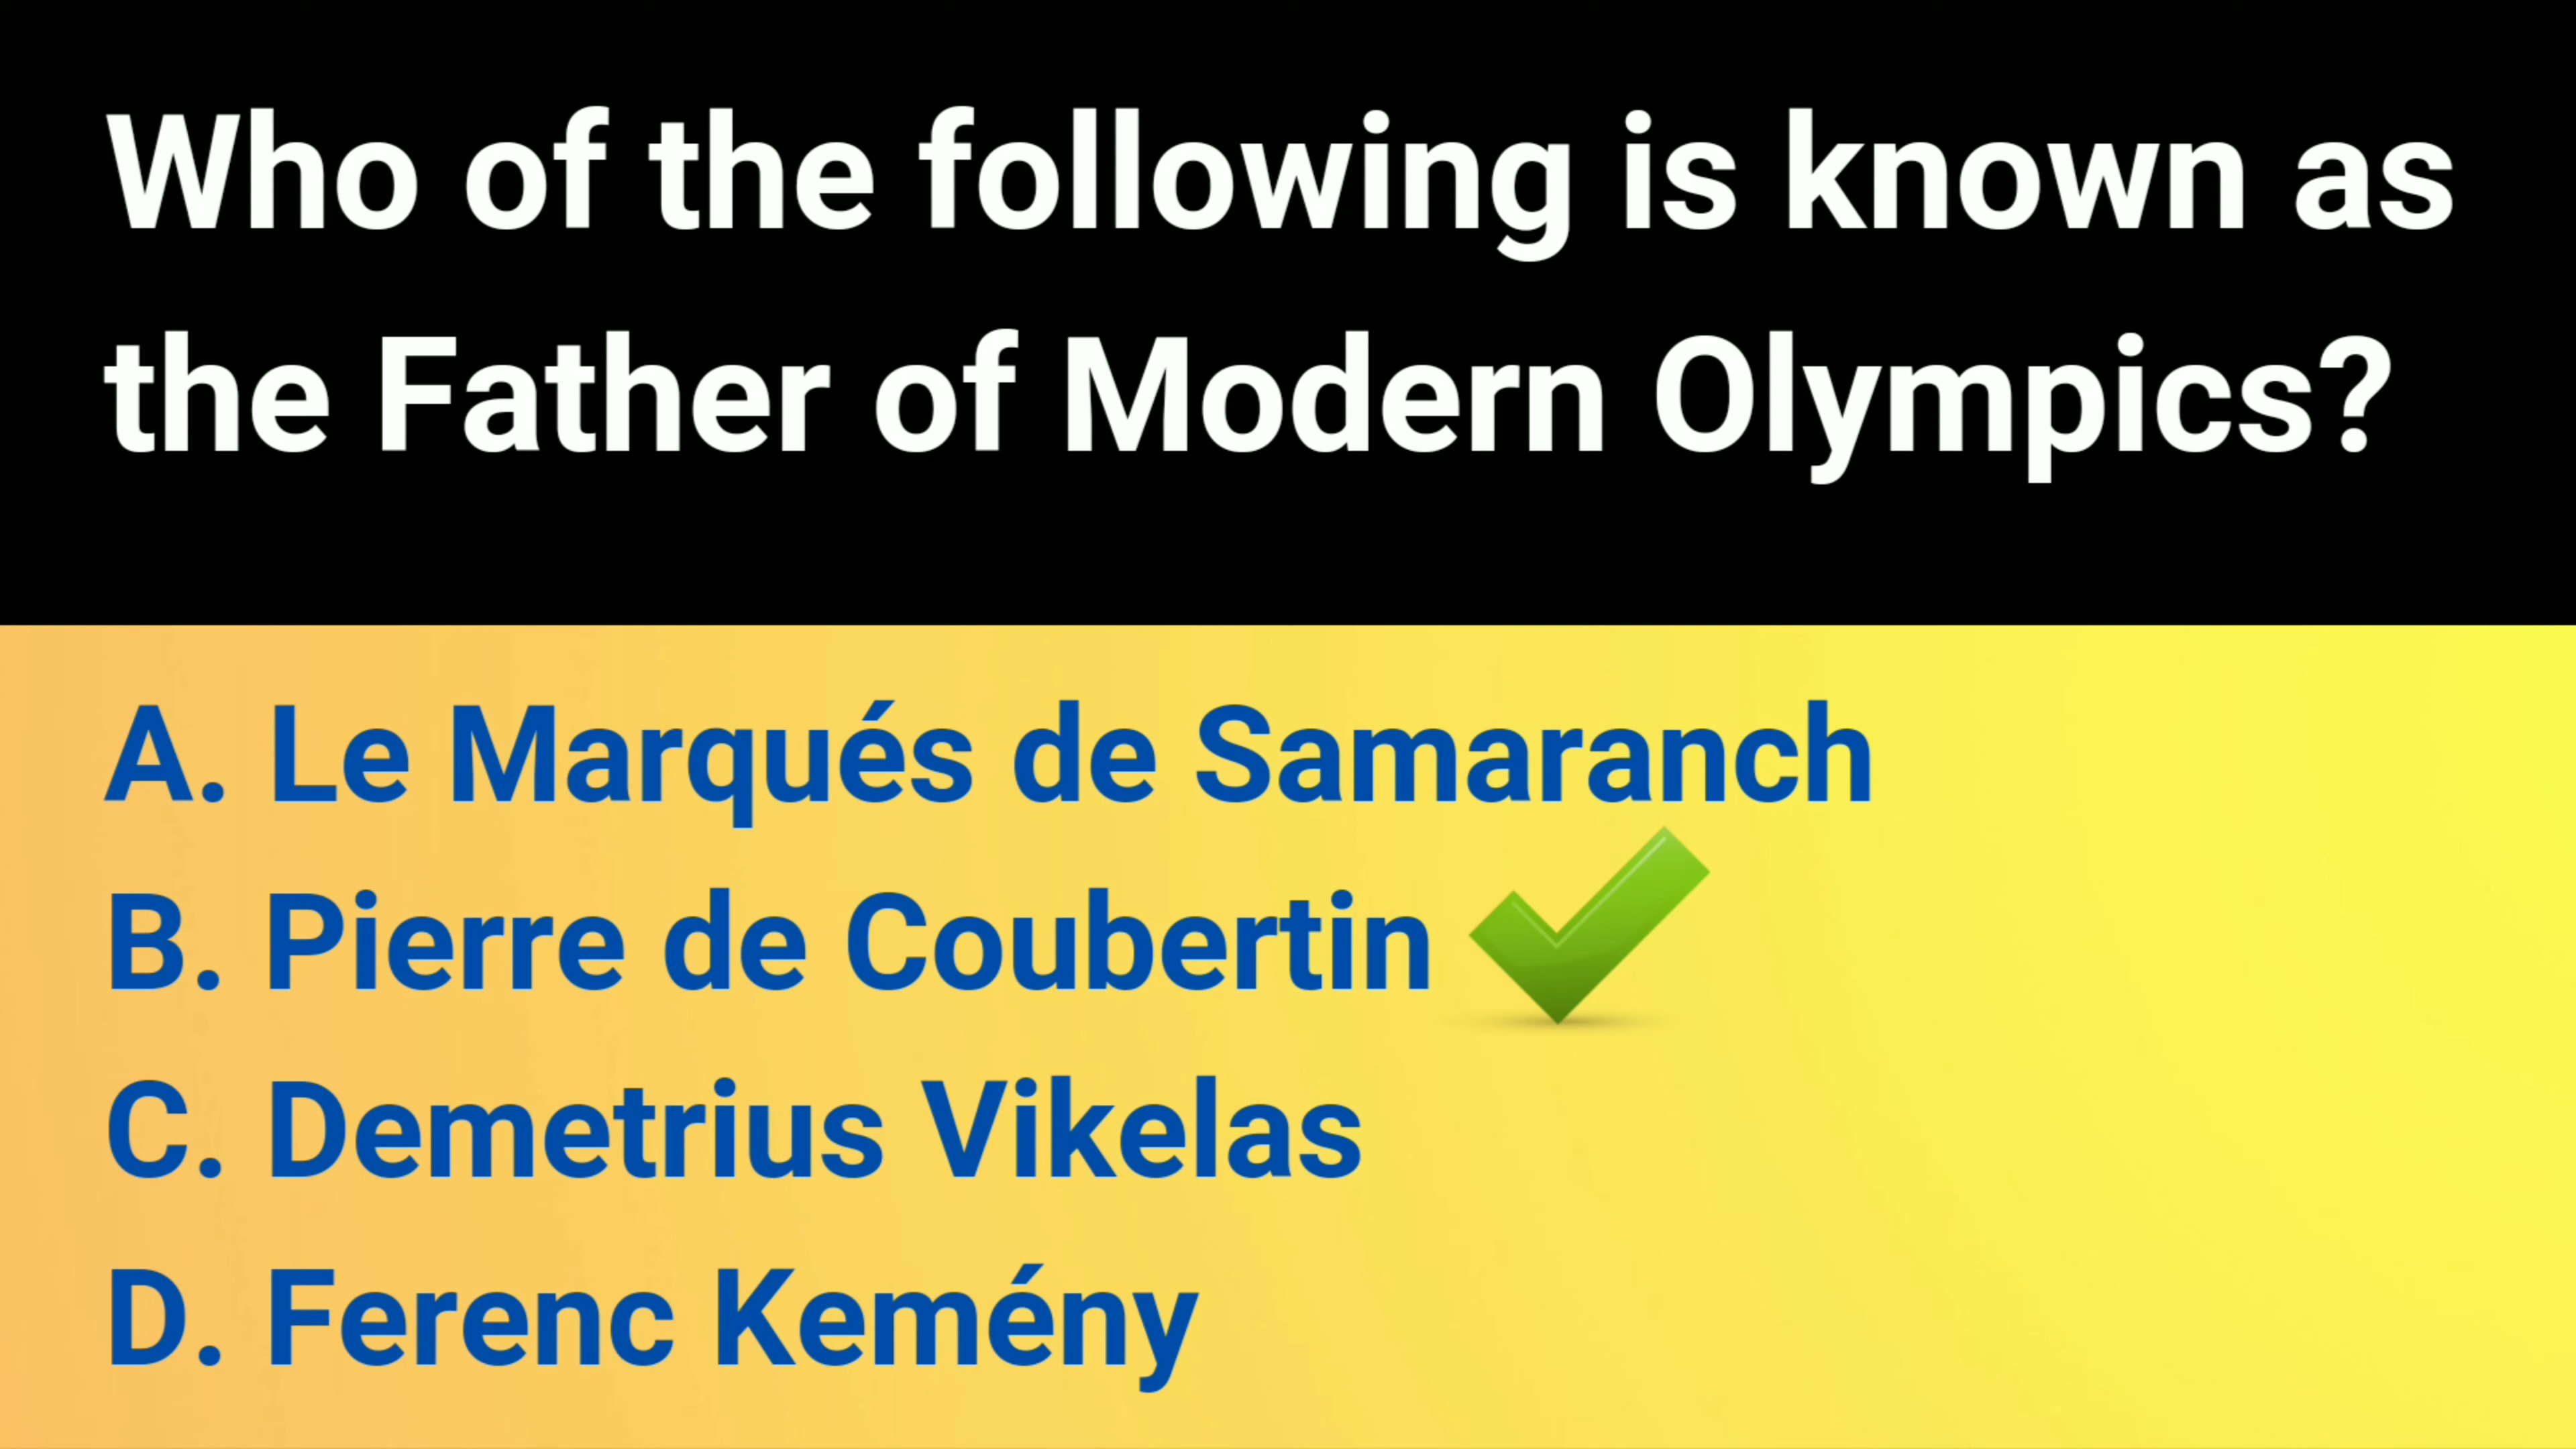 Who of the following is known as
the Father of Modern Olympics?
A. Le Marqués de Samaranch
B. Pierre de Coubertin
C. Demetrius Vikelas
D. Ferenc Kemény